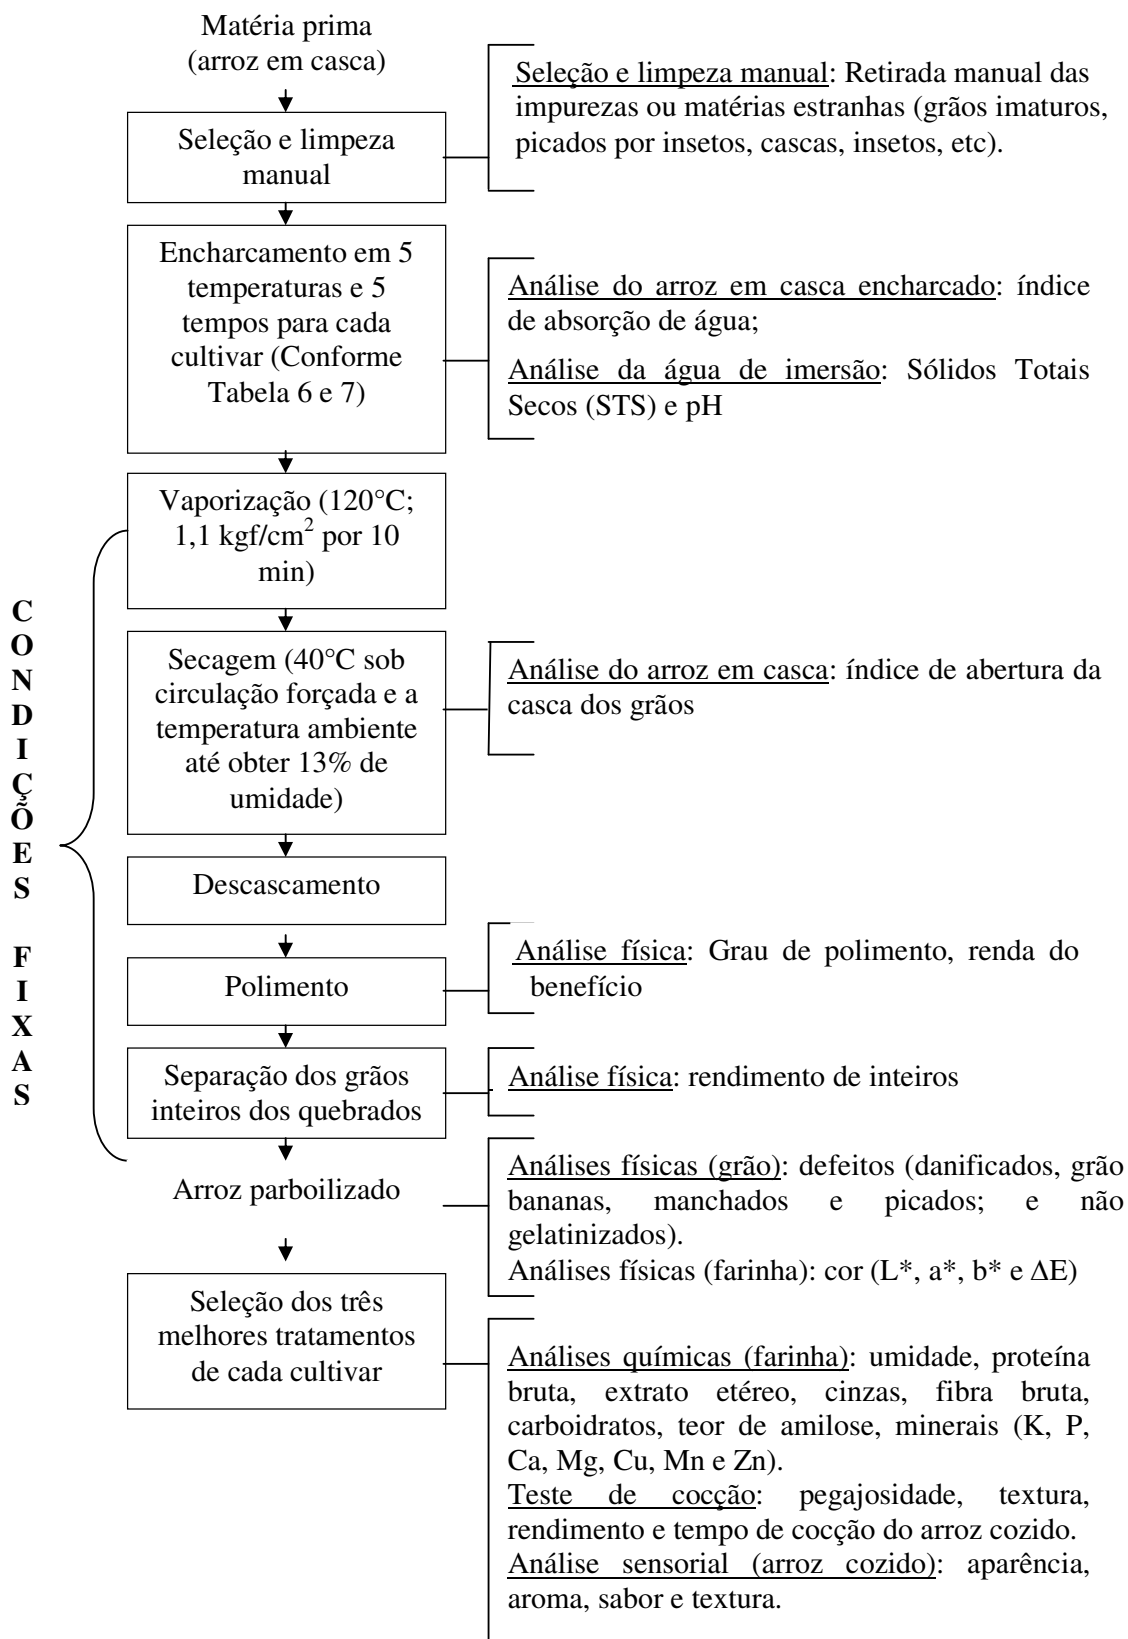 Matéria prima
(arroz em casca)
Seleção e limpeza
manual
Seleção e limpeza manual: Retirada manual das
impurezas ou matérias estranhas (grãos imaturos,
picados por insetos, cascas, insetos, etc).
Encharcamento em 5
temperaturas e 5
tempos para cada
cultivar (Conforme
Tabela 6 e 7)
Análise do arroz em casca encharcado: índice
de absorção de água;
Análise da água de imersão: Sólidos Totais
Secos (STS) e pH
CONDIÇÕES FIXAS
Vaporização (120°C;
1,1 kgf/cm² por 10
min)
Secagem (40°C sob
circulação forçada e a
temperatura ambiente
até obter 13% de
umidade)
Análise do arroz em casca: índice de abertura da
casca dos grãos
Descascamento
Polimento
Análise física: Grau de polimento, renda do
benefício
Separação dos grãos
inteiros dos quebrados
Análise física: rendimento de inteiros
Arroz parboilizado
Análises físicas (grão): defeitos (danificados, grão
bananas, manchados e picados; e não
gelatinizados).
Análises físicas (farinha): cor (L*, a*, b* e ΔE)
Seleção dos três
melhores tratamentos
de cada cultivar
Análises químicas (farinha): umidade, proteína
bruta, extrato etéreo, cinzas, fibra bruta,
carboidratos, teor de amilose, minerais (K, P,
Ca, Mg, Cu, Mn e Zn).
Teste de cocção: pegajosidade, textura,
rendimento e tempo de cocção do arroz cozido.
Análise sensorial (arroz cozido): aparência,
aroma, sabor e textura.